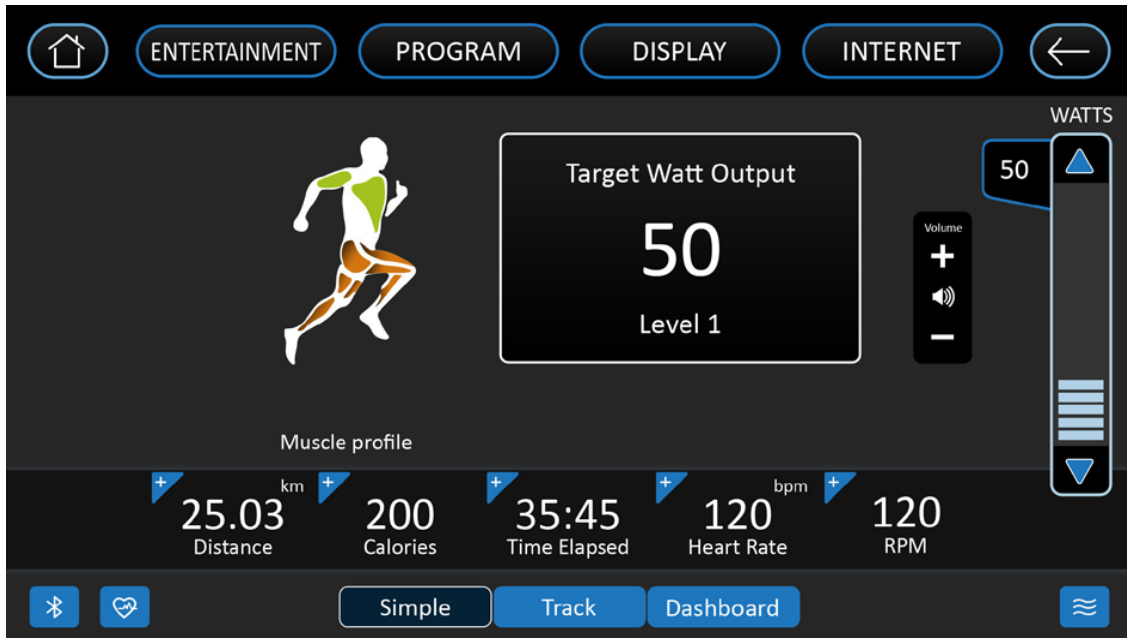 ENTERTAINMENT
PROGRAM
DISPLAY
INTERNET
WATTS
50
Target Watt Output
50
Level 1
Volume
+
−
Muscle profile
+
25.03 km
Distance
+
200
Calories
+
35:45
Time Elapsed
+
120 bpm
Heart Rate
+
120
RPM
Simple
Track
Dashboard